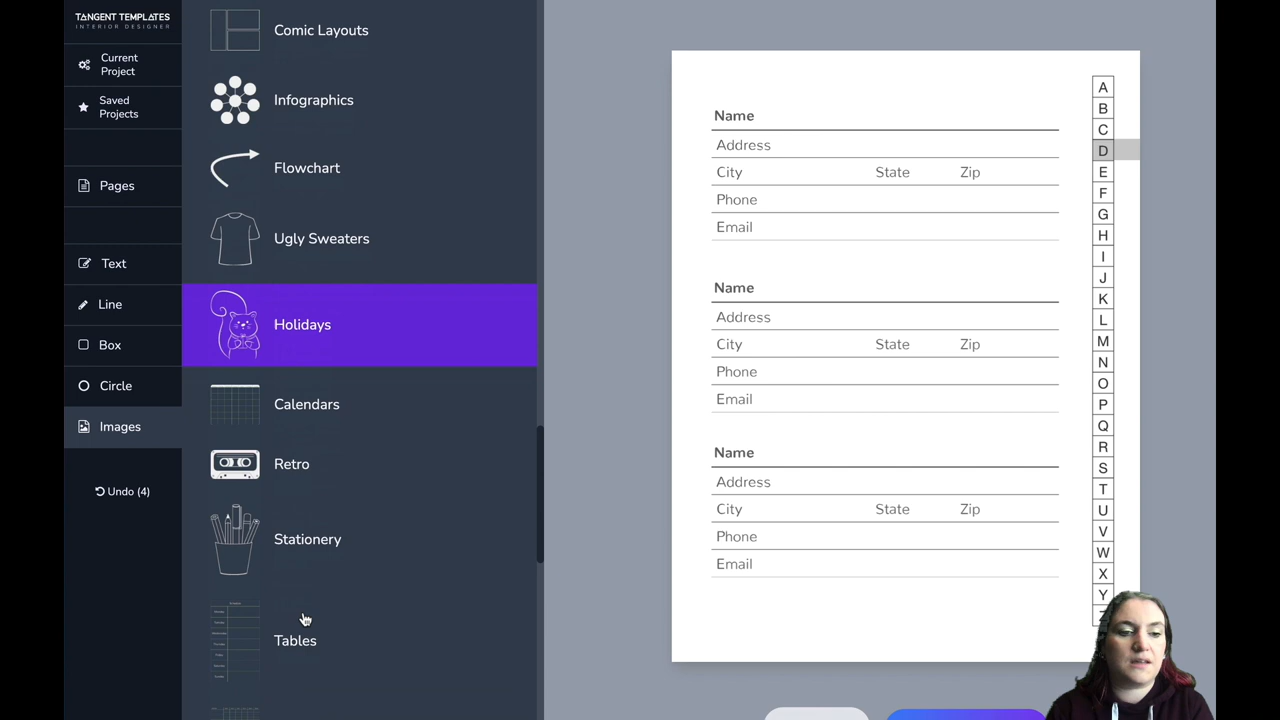 TANGENT TEMPLATES
INTERIOR DESIGNER
Current
Project
Saved
Projects
Pages
Text
Line
Box
Circle
Images
Undo (4)
Comic Layouts
Infographics
Flowchart
Ugly Sweaters
Holidays
Calendars
Retro
Stationery
Tables
Name
Address
City State Zip
Phone
Email
Name
Address
City State Zip
Phone
Email
Name
Address
City State Zip
Phone
Email
A
B
C
D
E
F
G
H
I
J
K
L
M
N
O
P
Q
R
S
T
U
V
W
X
Y